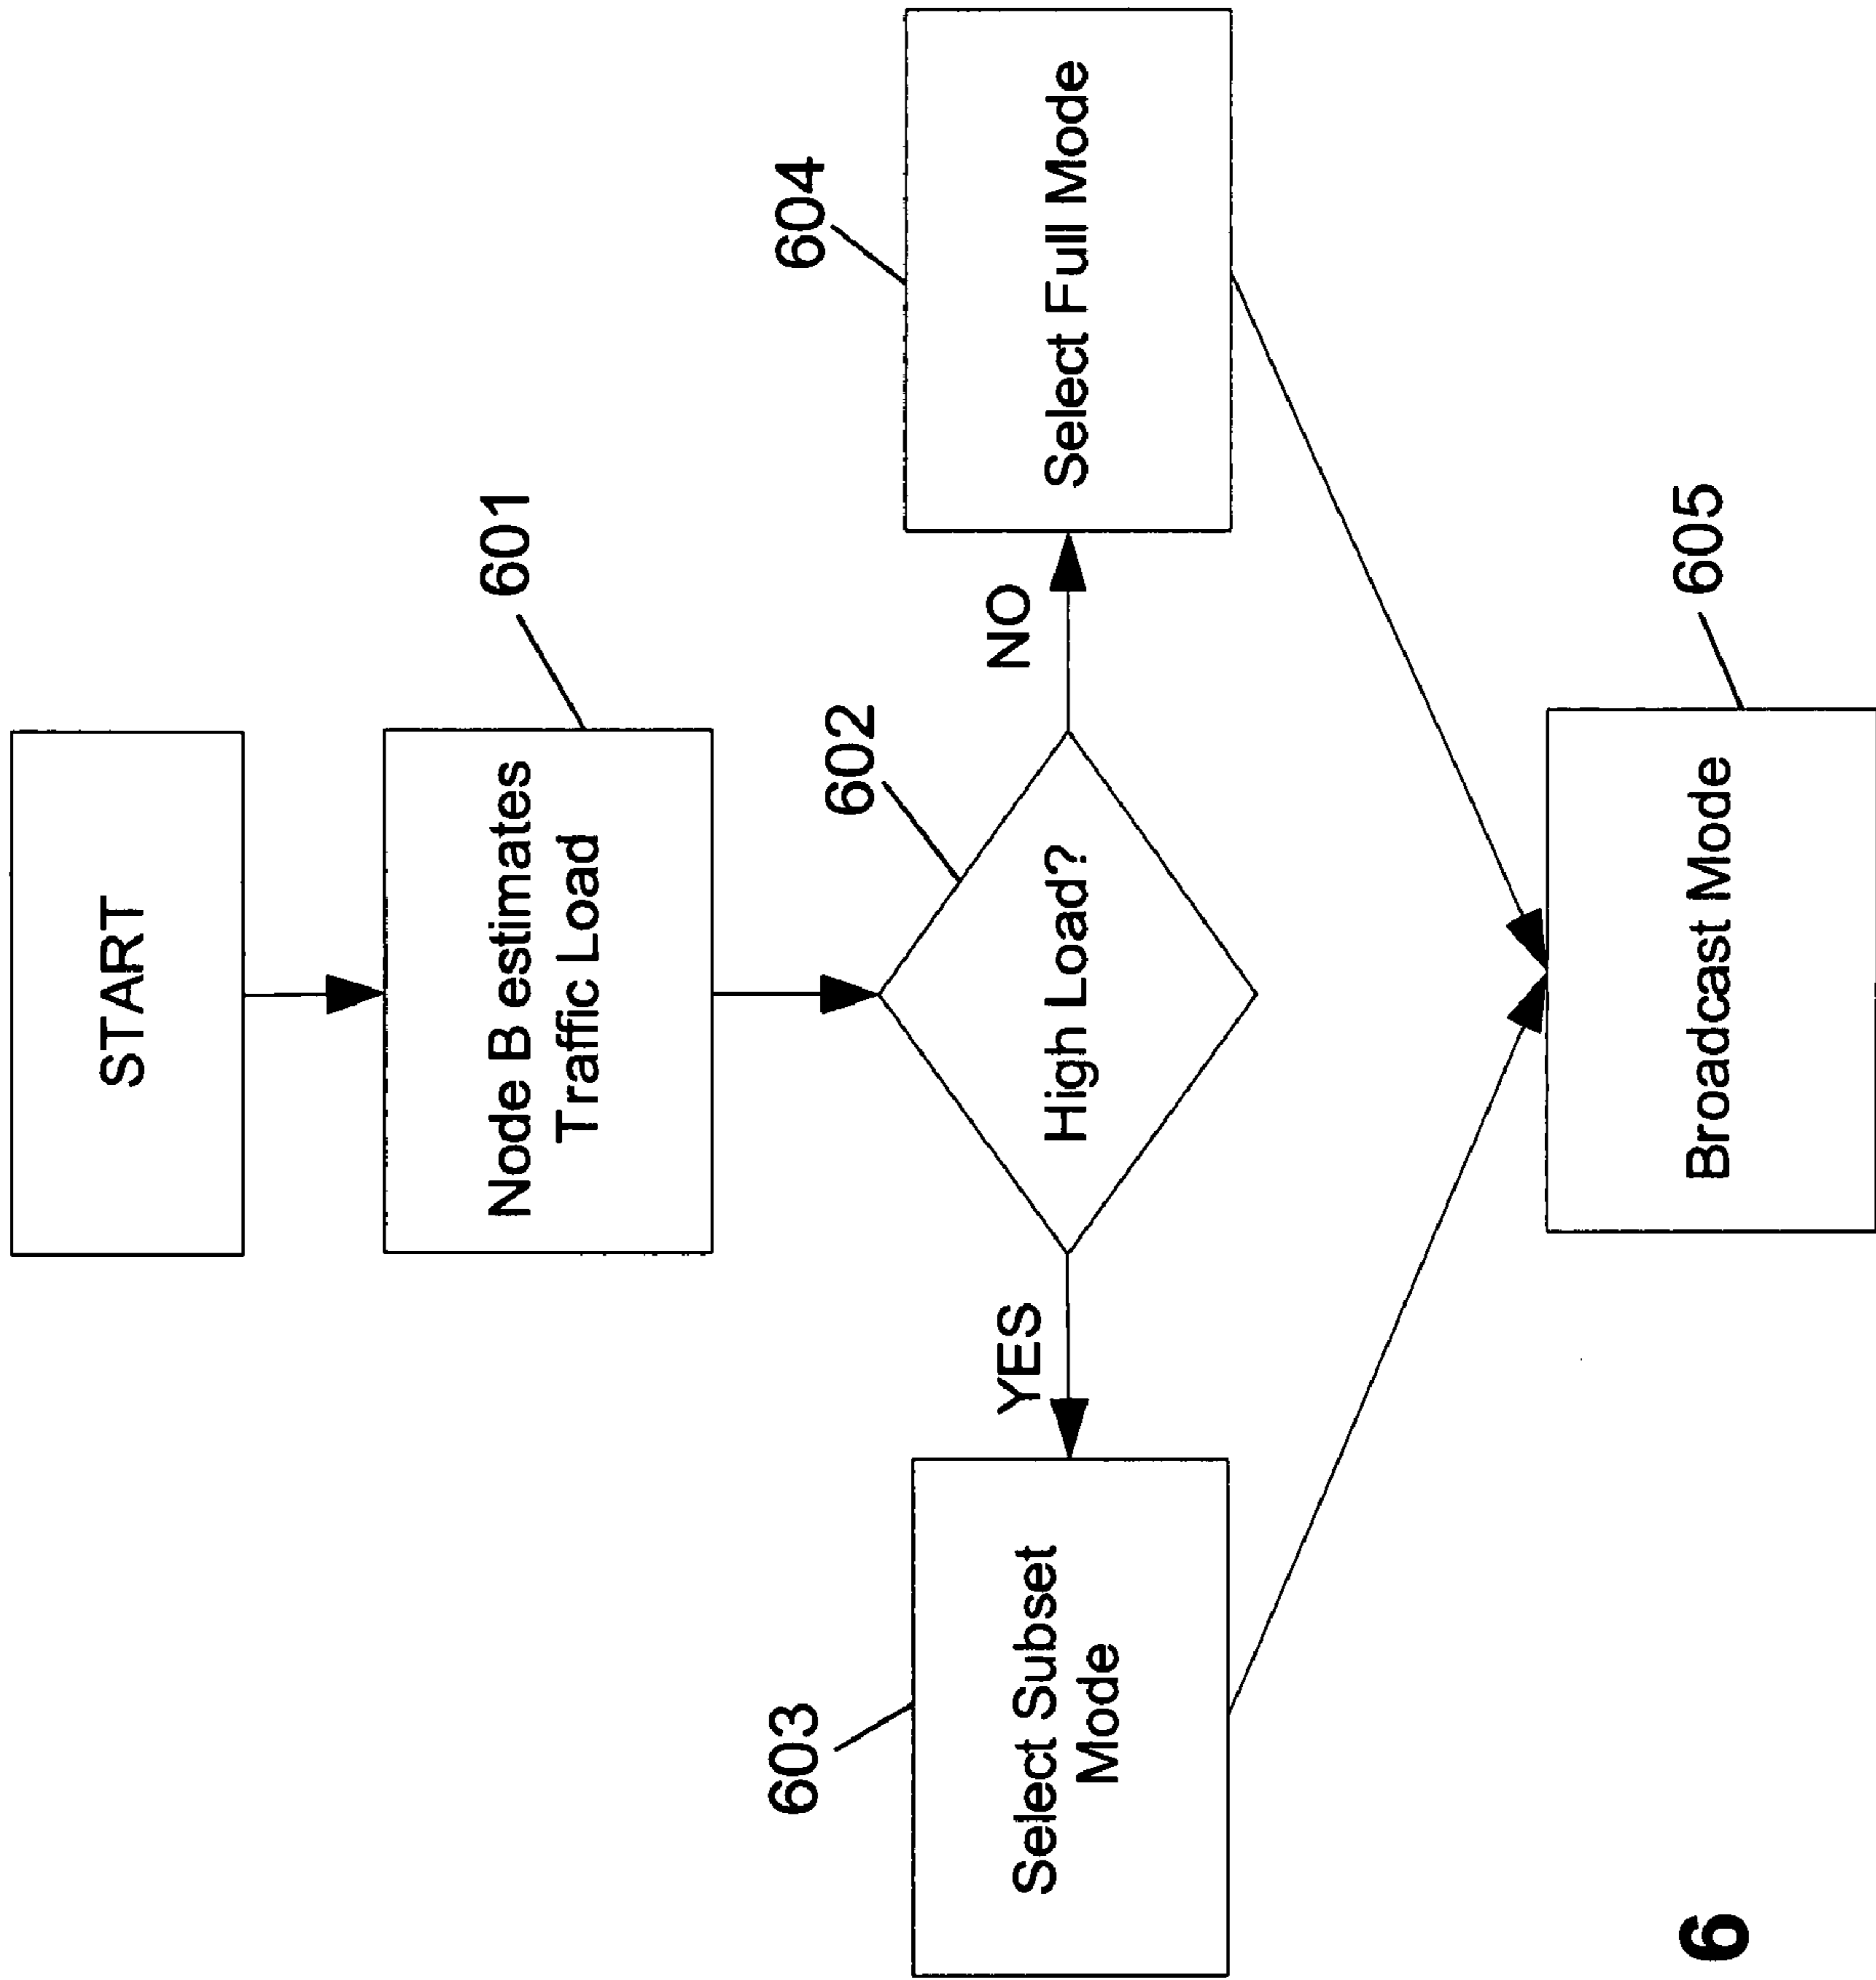 START
601
Node B estimates
Traffic Load
602
High Load?
YES
NO
603
Select Subset
Mode
604
Select Full Mode
605
Broadcast Mode
6